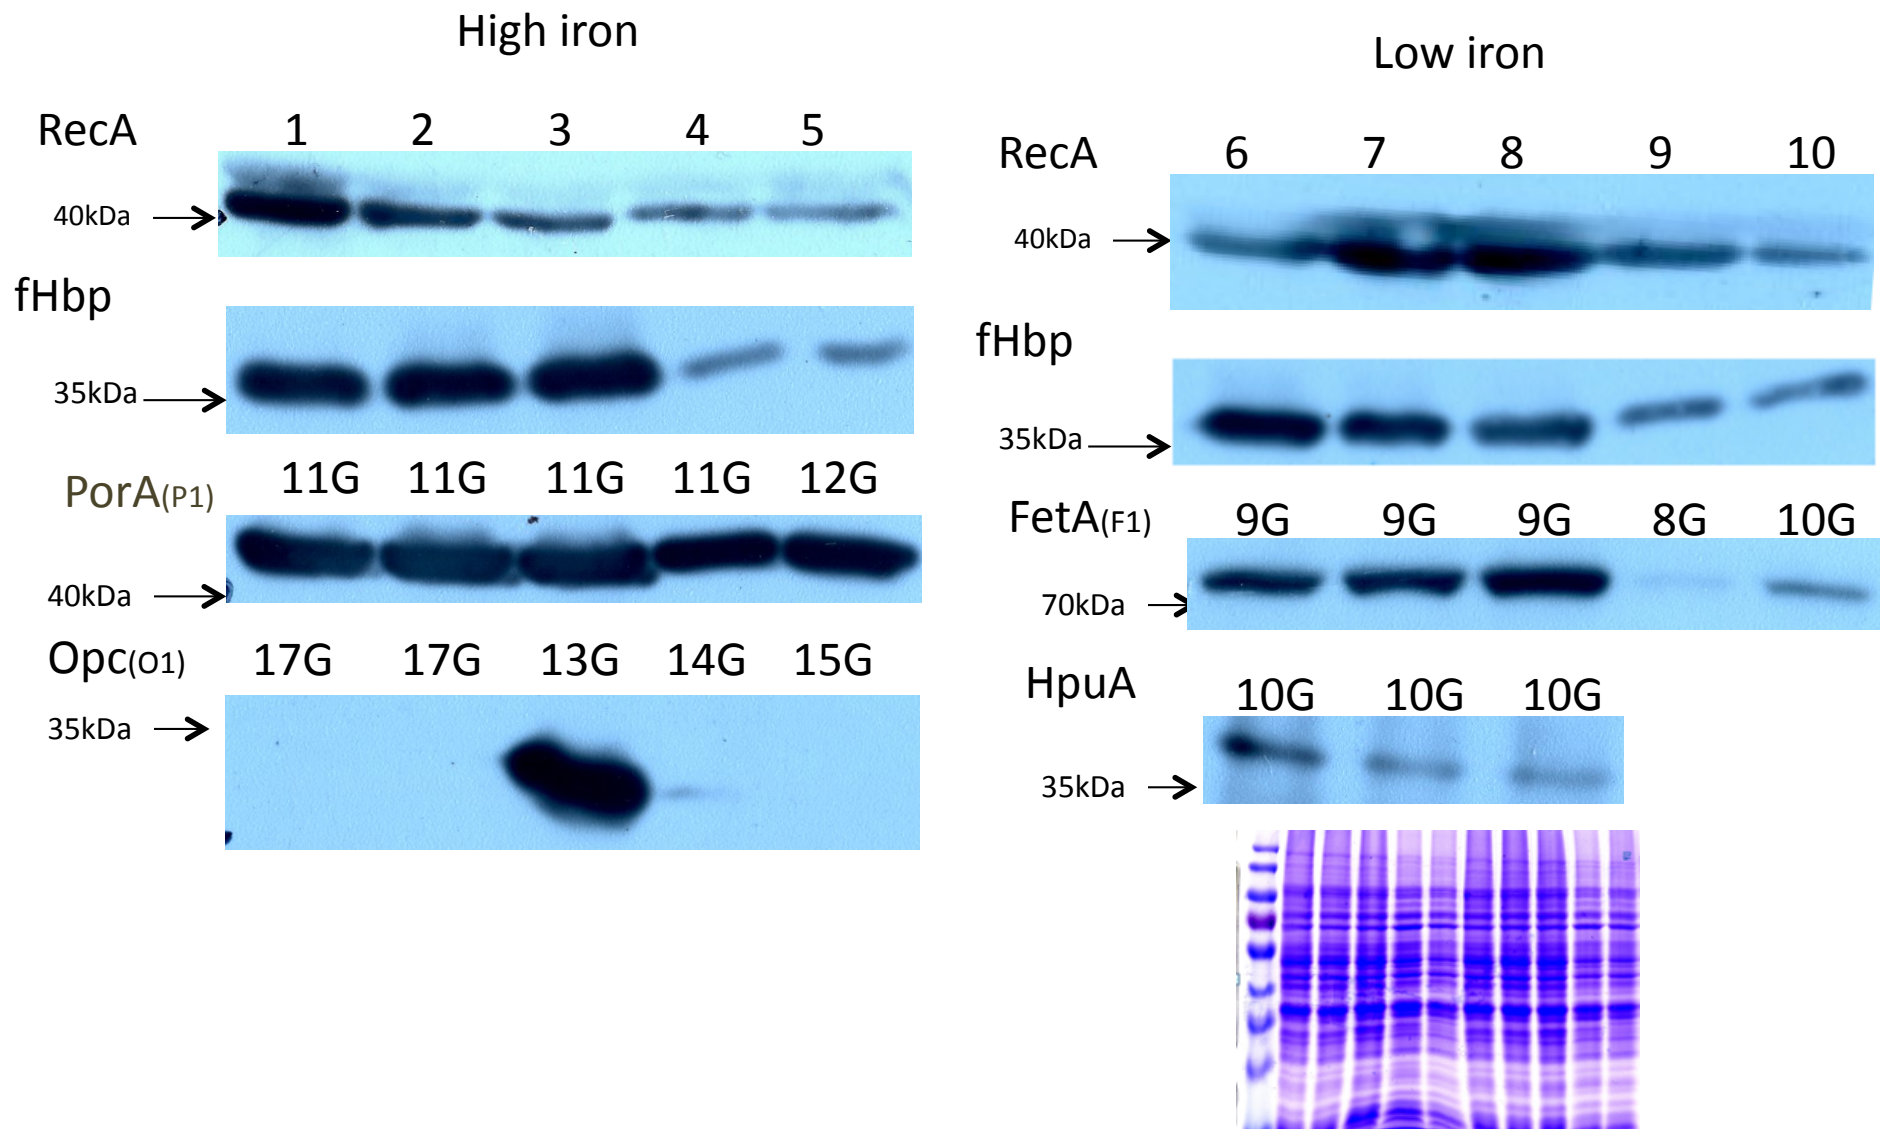 High iron
RecA 1 2 3 4 5
40kDa
fHbp
35kDa
PorA(P1) 11G 11G 11G 11G 12G
40kDa
Opc(O1) 17G 17G 13G 14G 15G
35kDa
Low iron
RecA 6 7 8 9 10
40kDa
fHbp
35kDa
FetA(F1) 9G 9G 9G 8G 10G
70kDa
HpuA 10G 10G 10G
35kDa